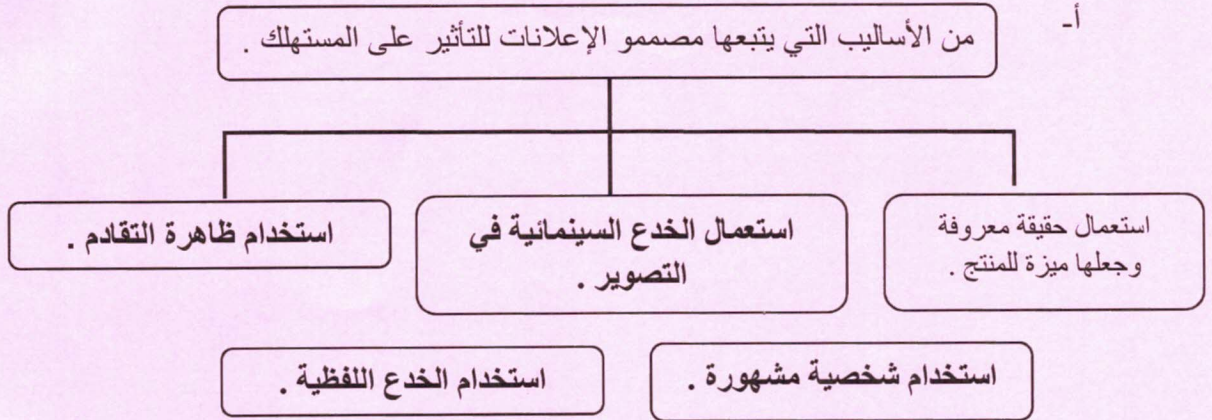 أ-
من الأساليب التي يتبعها مصممو الإعلانات للتأثير على المستهلك .
استعمال حقيقة معروفة
وجعلها ميزة للمنتج .
استعمال الخدع السينمائية في
التصوير .
استخدام ظاهرة التقادم .
استخدام شخصية مشهورة .
استخدام الخدع اللفظية .